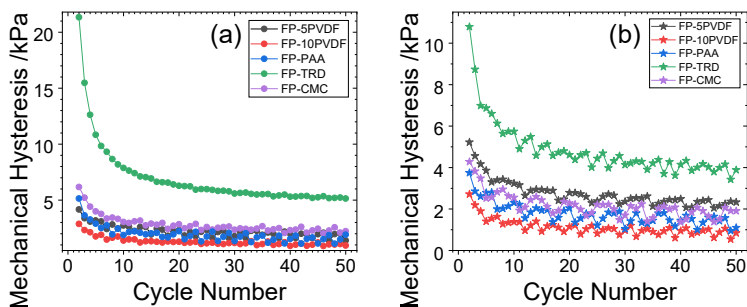 Mechanical Hysteresis /kPa
20
15
10
5
0
10
20
30
40
50
Cycle Number
(a)
FP-5PVDF
FP-10PVDF
FP-PAA
FP-TRD
FP-CMC
Mechanical Hysteresis /kPa
10
8
6
4
2
0
0
10
20
30
40
50
Cycle Number
(b)
FP-5PVDF
FP-10PVDF
FP-PAA
FP-TRD
FP-CMC